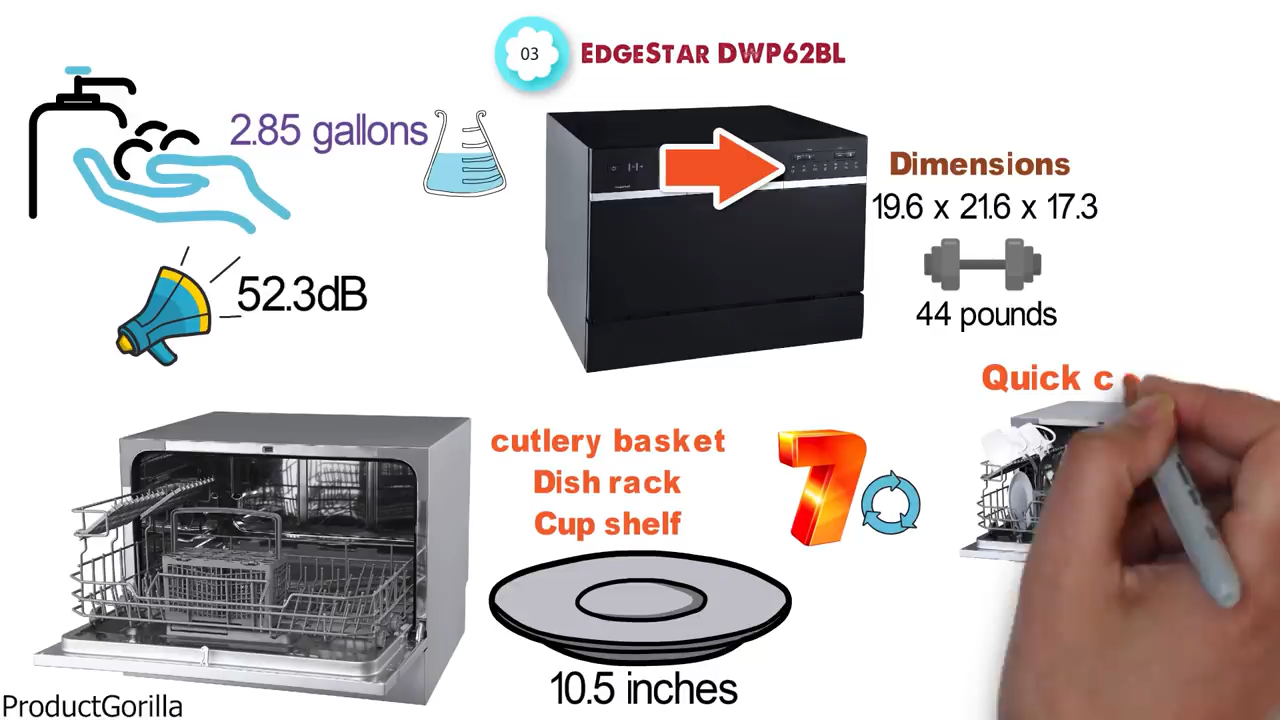 03
EdgeStar DWP62BL
2.85 gallons
52.3dB
Dimensions
19.6 x 21.6 x 17.3
44 pounds
Quick c
cutlery basket
Dish rack
Cup shelf
7
10.5 inches
ProductGorilla